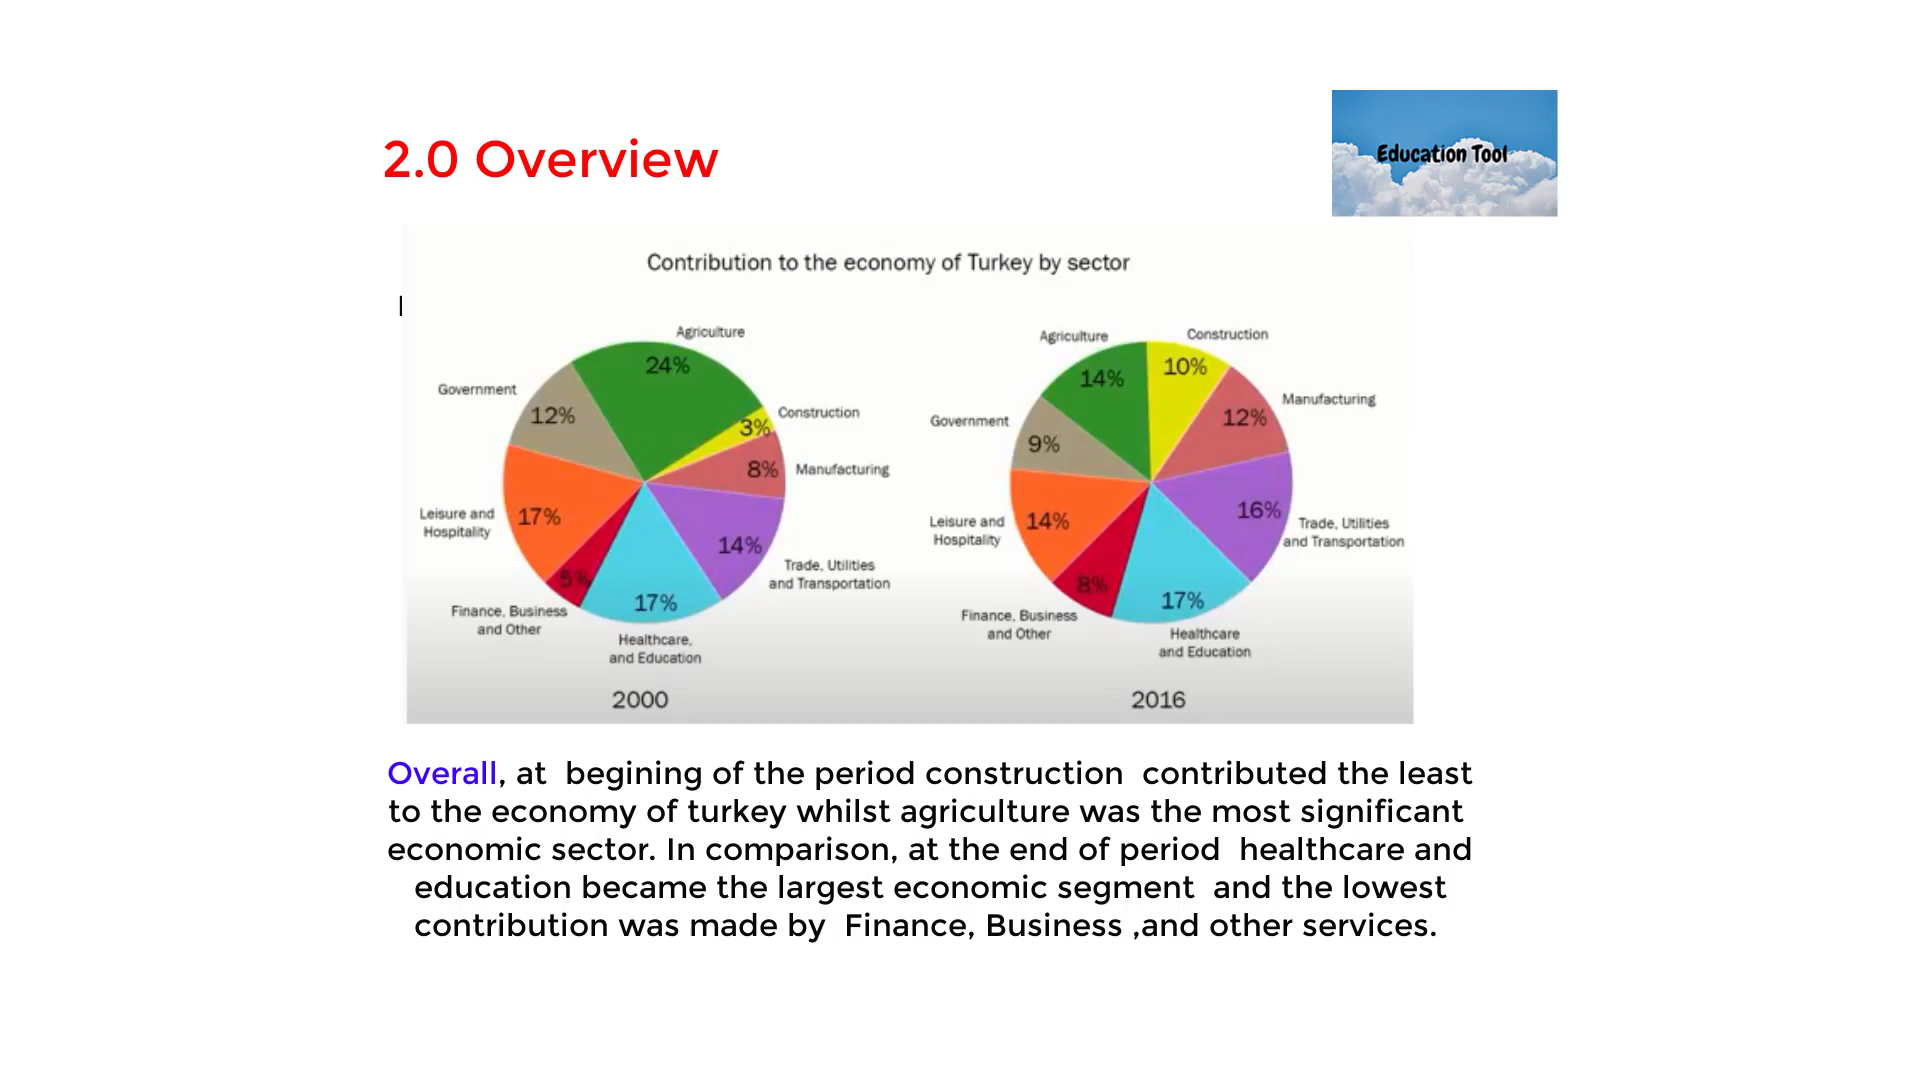 2.0 Overview
Education Tool
Contribution to the economy of Turkey by sector
Agriculture
24%
Government
12%
Construction
3%
Manufacturing
8%
Leisure and
Hospitality
17%
14%
Trade, Utilities
and Transportation
5%
Finance, Business
and Other
17%
Healthcare,
and Education
2000
Agriculture
14%
Construction
10%
Manufacturing
12%
Government
9%
Leisure and
Hospitality
14%
16%
Trade, Utilities
and Transportation
8%
Finance, Business
and Other
17%
Healthcare
and Education
2016
Overall, at begining of the period construction contributed the least
to the economy of turkey whilst agriculture was the most significant
economic sector. In comparison, at the end of period healthcare and
education became the largest economic segment and the lowest
contribution was made by Finance, Business ,and other services.